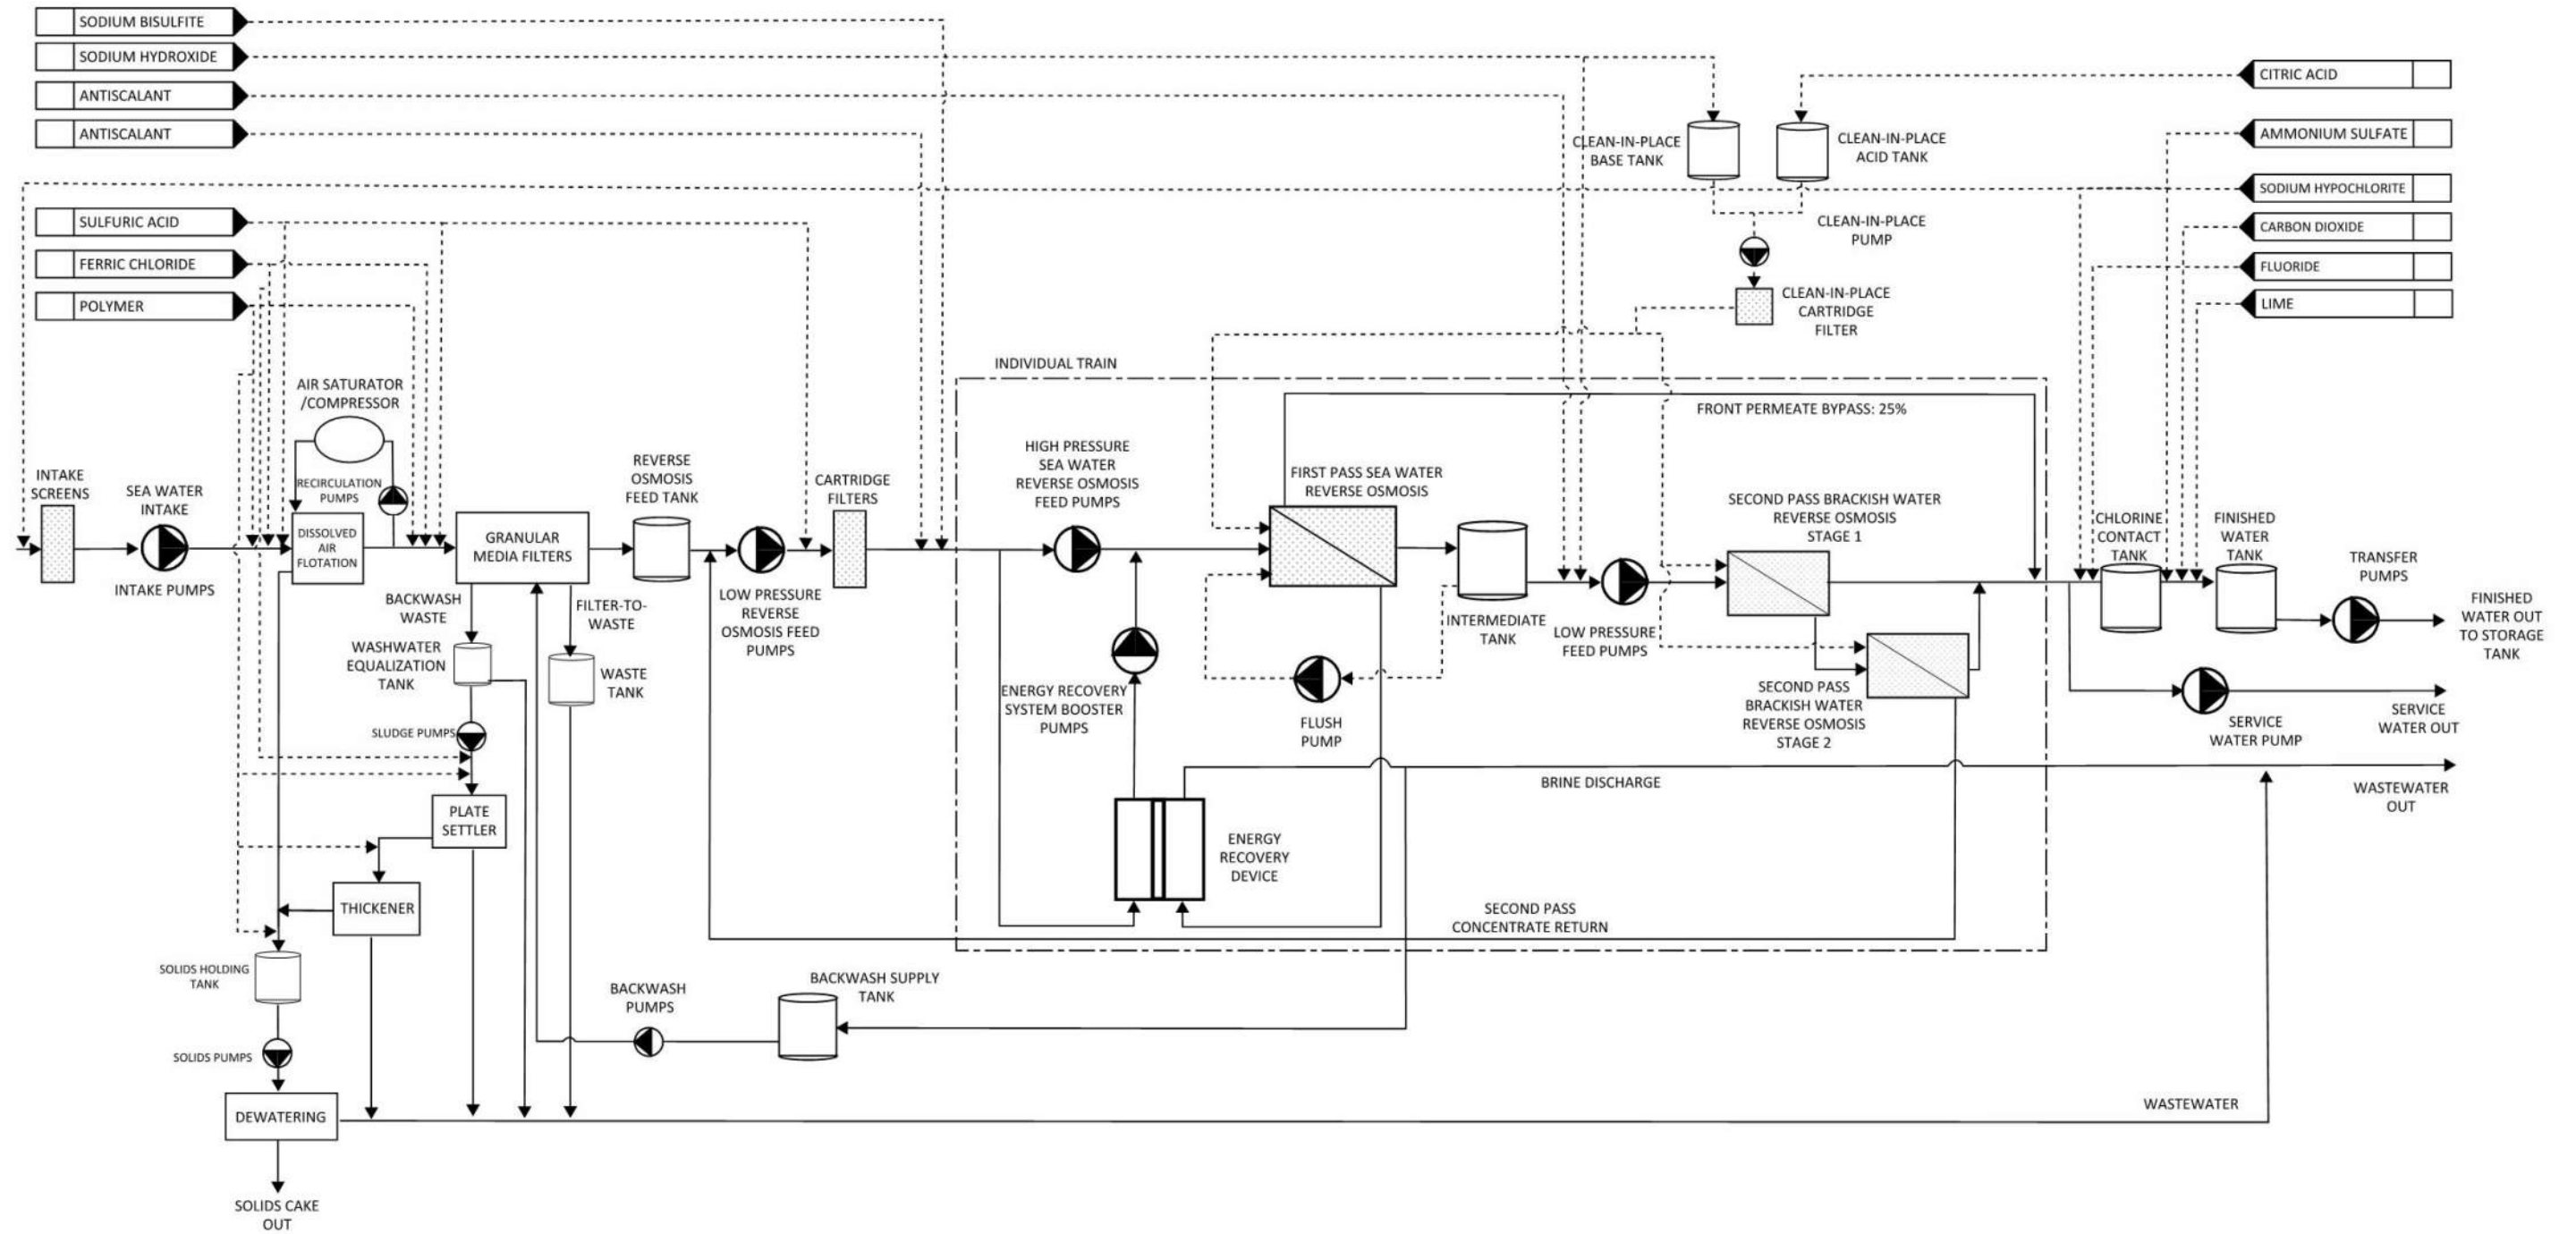 SODIUM BISULFITE
SODIUM HYDROXIDE
ANTISCALANT
ANTISCALANT
SULFURIC ACID
FERRIC CHLORIDE
POLYMER
CITRIC ACID
AMMONIUM SULFATE
SODIUM HYPOCHLORITE
CARBON DIOXIDE
FLUORIDE
LIME
CLEAN-IN-PLACE
BASE TANK
CLEAN-IN-PLACE
ACID TANK
CLEAN-IN-PLACE
PUMP
CLEAN-IN-PLACE
CARTRIDGE
FILTER
INDIVIDUAL TRAIN
FRONT PERMEATE BYPASS: 25%
INTAKE
SCREENS
SEA WATER
INTAKE
INTAKE PUMPS
AIR SATURATOR
/COMPRESSOR
RECIRCULATION
PUMPS
DISSOLVED
AIR
FLOTATION
GRANULAR
MEDIA FILTERS
REVERSE
OSMOSIS
FEED TANK
LOW PRESSURE
REVERSE
OSMOSIS FEED
PUMPS
CARTRIDGE
FILTERS
HIGH PRESSURE
SEA WATER
REVERSE OSMOSIS
FEED PUMPS
FIRST PASS SEA WATER
REVERSE OSMOSIS
INTERMEDIATE
TANK
LOW PRESSURE
FEED PUMPS
SECOND PASS BRACKISH WATER
REVERSE OSMOSIS
STAGE 1
SECOND PASS
BRACKISH WATER
REVERSE OSMOSIS
STAGE 2
CHLORINE
CONTACT
TANK
FINISHED
WATER
TANK
TRANSFER
PUMPS
FINISHED
WATER OUT
TO STORAGE
TANK
SERVICE
WATER PUMP
SERVICE
WATER OUT
WASTEWATER
OUT
BACKWASH
WASTE
FILTER-TO-
WASTE
WASHWATER
EQUALIZATION
TANK
WASTE
TANK
SLUDGE PUMPS
PLATE
SETTLER
THICKENER
SOLIDS HOLDING
TANK
SOLIDS PUMPS
DEWATERING
SOLIDS CAKE
OUT
ENERGY RECOVERY
SYSTEM BOOSTER
PUMPS
FLUSH
PUMP
ENERGY
RECOVERY
DEVICE
BRINE DISCHARGE
SECOND PASS
CONCENTRATE RETURN
BACKWASH
PUMPS
BACKWASH SUPPLY
TANK
WASTEWATER